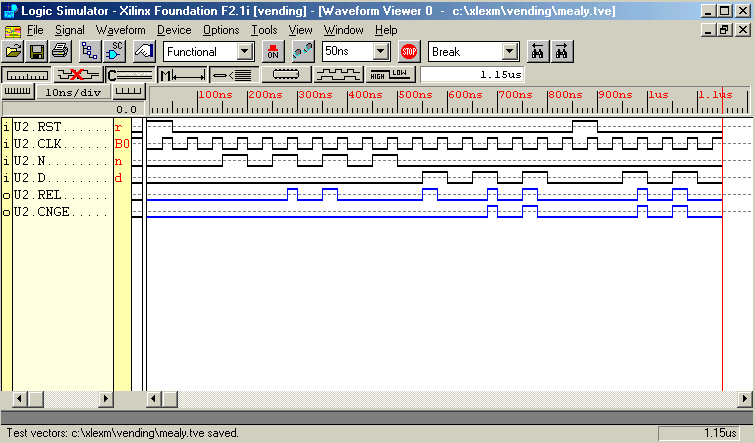 Logic Simulator - Xilinx Foundation F2.1i [vending] - [Waveform Viewer 0 - c:\xlexm\vending\mealy.tve]
File Signal Waveform Device Options Tools View Window Help
SC Functional ON 50ns STOP Break
C M HIGH LOW 1.15us
10ns/div 100ns 200ns 300ns 400ns 500ns 600ns 700ns 800ns 900ns 1us 1.1us
0.0
i U2.RST....... r
i U2.CLK....... B0
i U2.N......... n
i U2.D......... d
o U2.REL.......
o U2.CNGE......
Test vectors: c:\xlexm\vending\mealy.tve saved. 1.15us